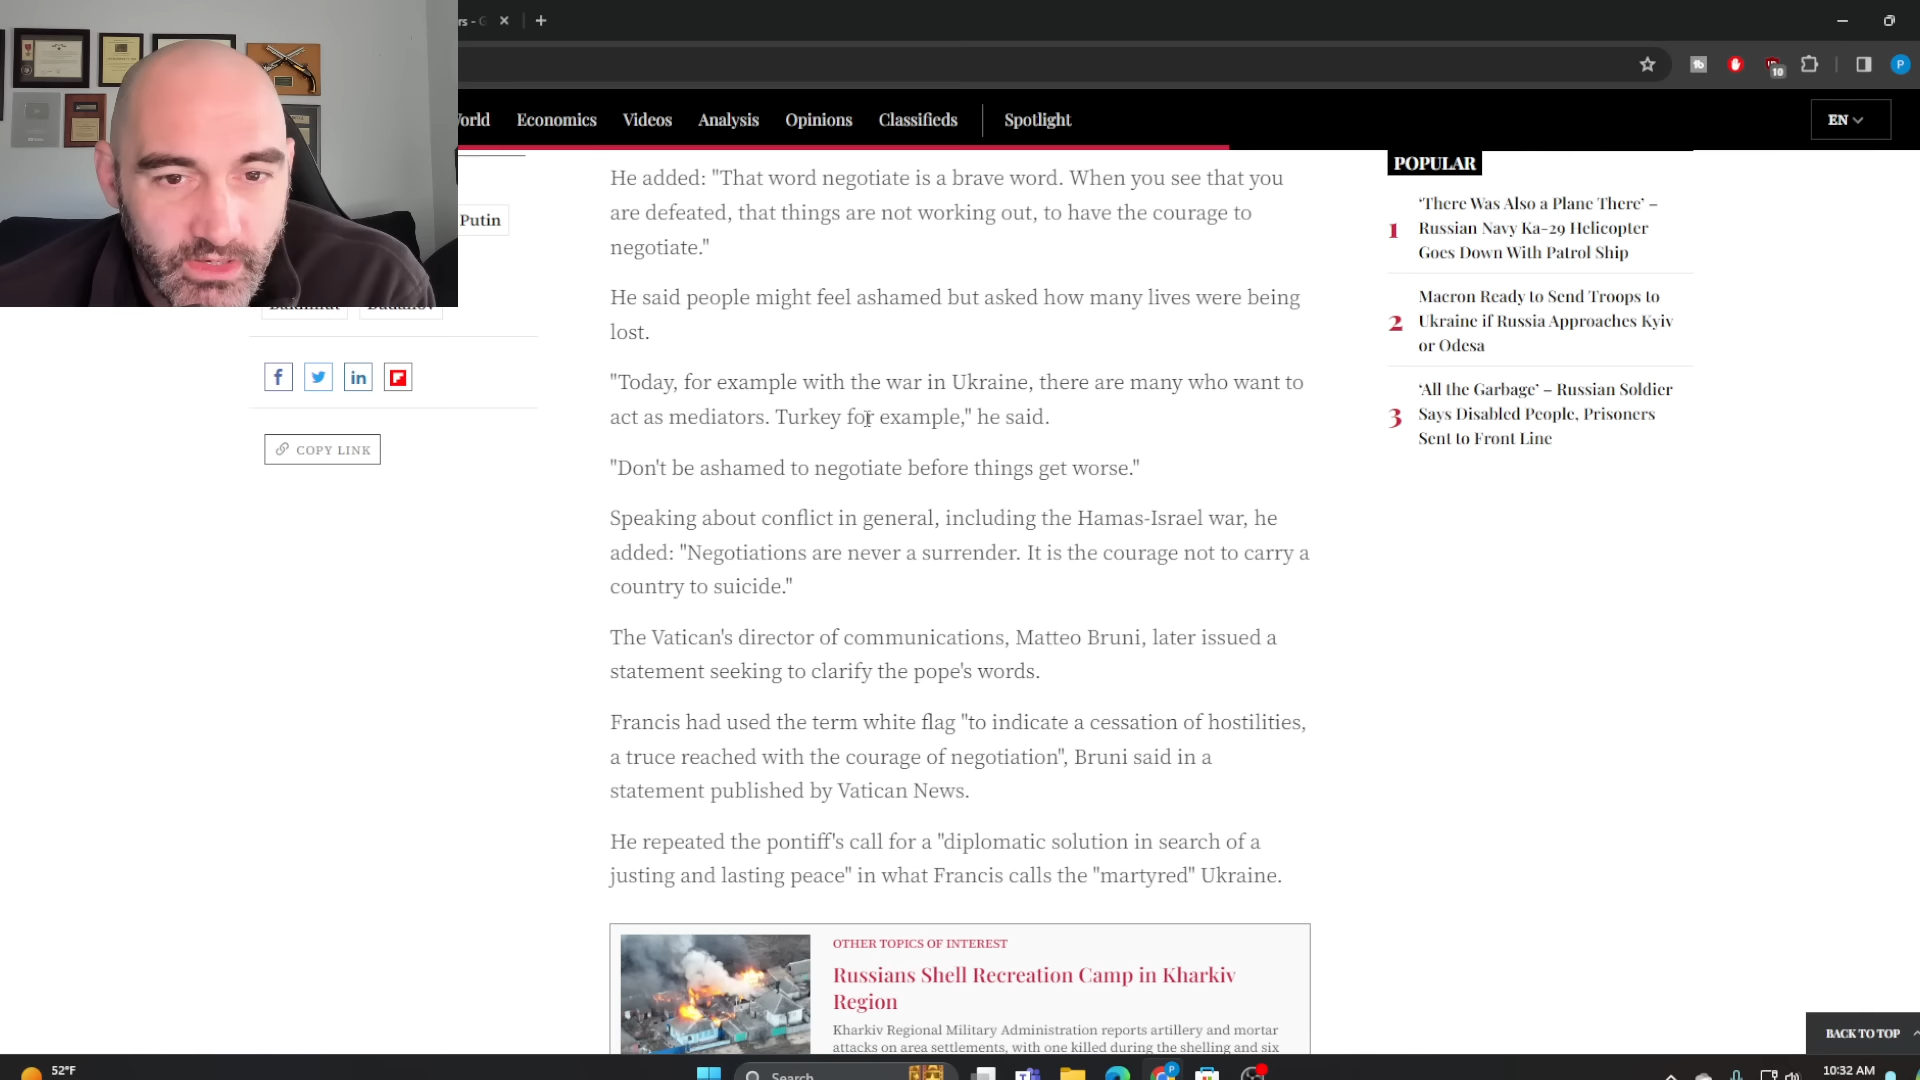 rs - G
10
P
World Economics Videos Analysis Opinions Classifieds Spotlight
EN
Putin
COPY LINK
He added: "That word negotiate is a brave word. When you see that you
are defeated, that things are not working out, to have the courage to
negotiate."
He said people might feel ashamed but asked how many lives were being
lost.
"Today, for example with the war in Ukraine, there are many who want to
act as mediators. Turkey for example," he said.
"Don't be ashamed to negotiate before things get worse."
Speaking about conflict in general, including the Hamas-Israel war, he
added: "Negotiations are never a surrender. It is the courage not to carry a
country to suicide."
The Vatican's director of communications, Matteo Bruni, later issued a
statement seeking to clarify the pope's words.
Francis had used the term white flag "to indicate a cessation of hostilities,
a truce reached with the courage of negotiation", Bruni said in a
statement published by Vatican News.
He repeated the pontiff's call for a "diplomatic solution in search of a
justing and lasting peace" in what Francis calls the "martyred" Ukraine.
OTHER TOPICS OF INTEREST
Russians Shell Recreation Camp in Kharkiv
Region
Kharkiv Regional Military Administration reports artillery and mortar
attacks on area settlements, with one killed during the shelling and six
POPULAR
1
'There Was Also a Plane There' –
Russian Navy Ka-29 Helicopter
Goes Down With Patrol Ship
2
Macron Ready to Send Troops to
Ukraine if Russia Approaches Kyiv
or Odesa
3
'All the Garbage' – Russian Soldier
Says Disabled People, Prisoners
Sent to Front Line
BACK TO TOP
52°F
Search
10:32 AM